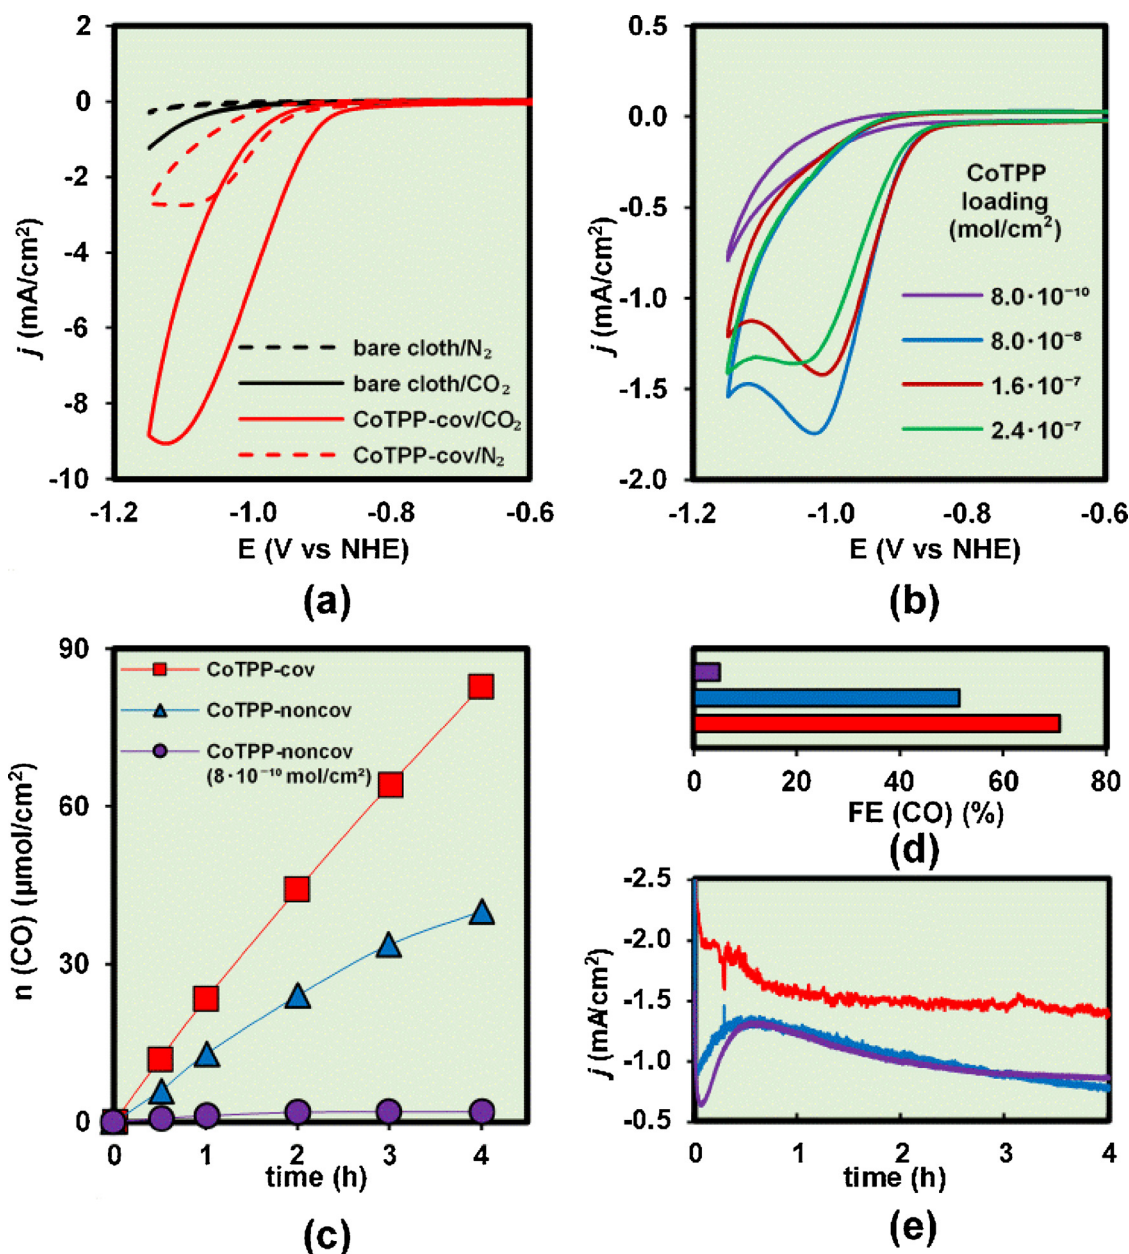 2
0
-2
-4
-6
-8
-10
j (mA/cm²)
bare cloth/N₂
bare cloth/CO₂
CoTPP-cov/CO₂
CoTPP-cov/N₂
-1.2 -1.0 -0.8 -0.6
E (V vs NHE)
(a)
0.5
0.0
-0.5
-1.0
-1.5
-2.0
j (mA/cm²)
CoTPP
loading
(mol/cm²)
8.0·10⁻¹⁰
8.0·10⁻⁸
1.6·10⁻⁷
2.4·10⁻⁷
-1.2 -1.0 -0.8 -0.6
E (V vs NHE)
(b)
90
60
30
0
n (CO) (μmol/cm²)
CoTPP-cov
CoTPP-noncov
CoTPP-noncov
(8·10⁻¹⁰ mol/cm²)
0 1 2 3 4
time (h)
(c)
0 20 40 60 80
FE (CO) (%)
(d)
-2.5
-2.0
-1.5
-1.0
-0.5
j (mA/cm²)
0 1 2 3 4
time (h)
(e)